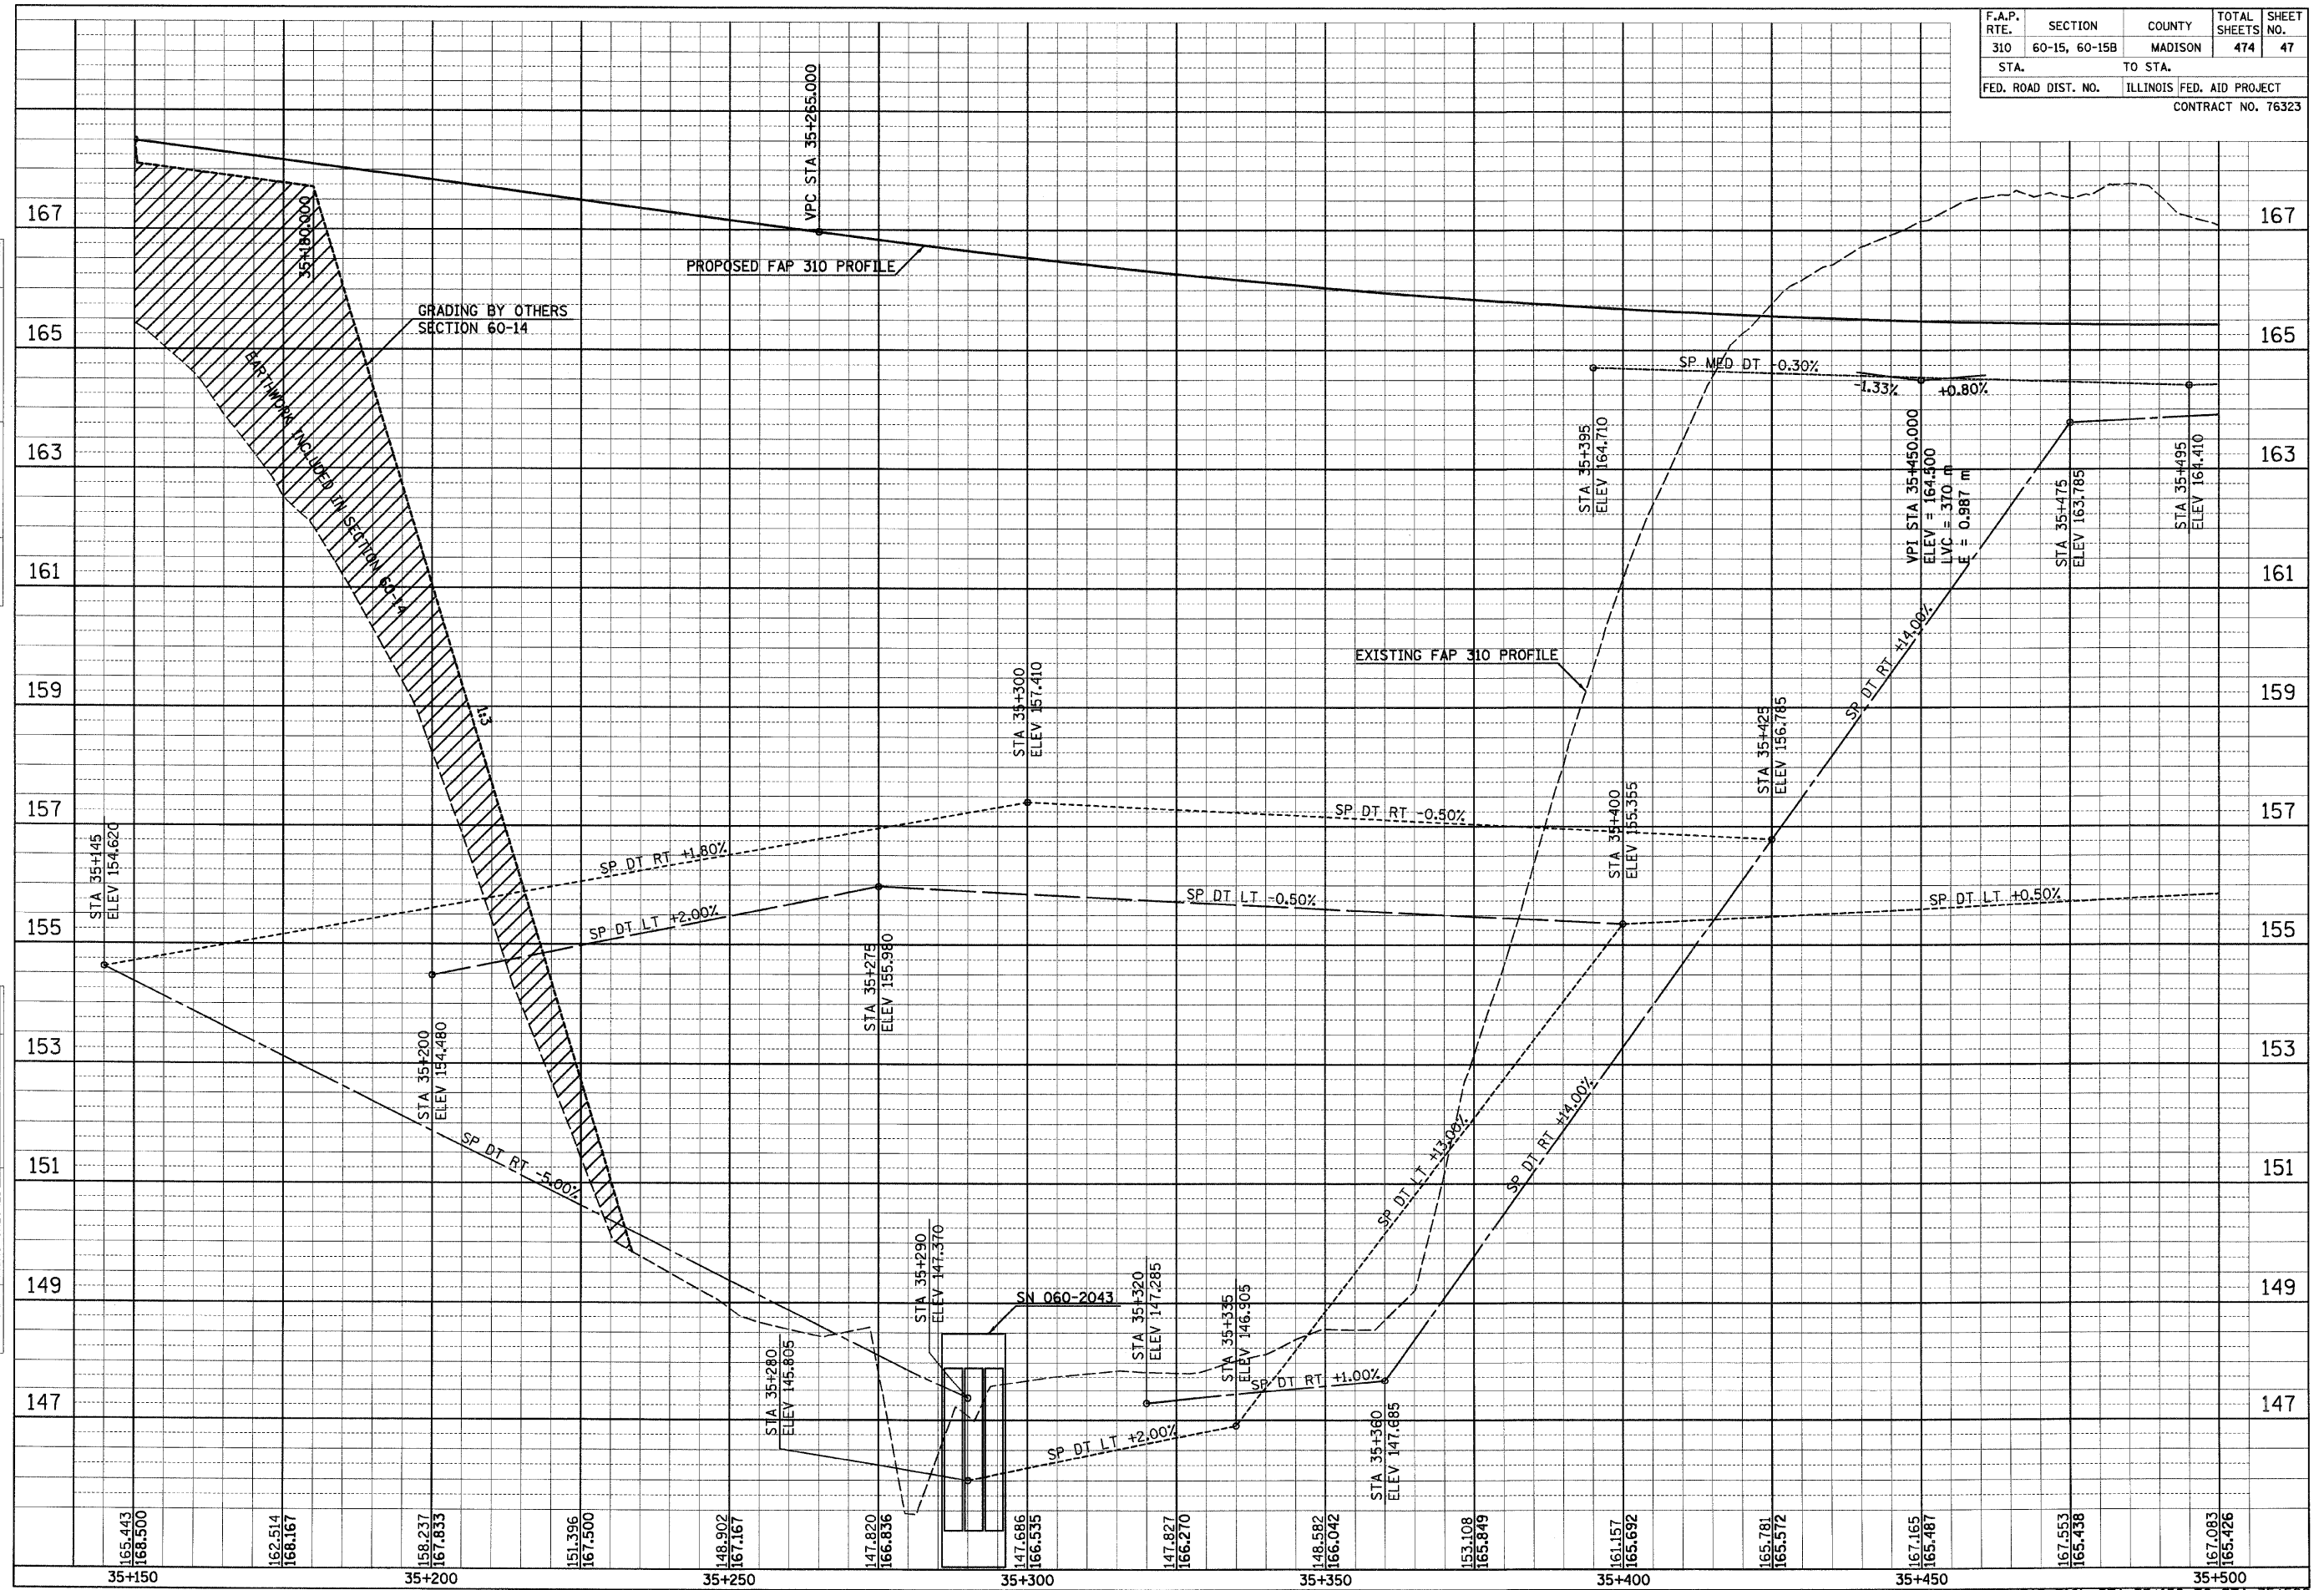 F.A.P. RTE. SECTION COUNTY TOTAL SHEETS SHEET NO.
310 60-15, 60-15B MADISON 474 47
STA. TO STA.
FED. ROAD DIST. NO. ILLINOIS FED. AID PROJECT
CONTRACT NO. 76323
VPC STA 35+265.000
35+180.000
PROPOSED FAP 310 PROFILE
GRADING BY OTHERS
SECTION 60-14
EARTHWORK INCLUDED IN SECTION 60-14
1:3
SP MED DT -0.30%
-1.33%
+0.80%
STA 35+395
ELEV 164.710
VPI STA 35+450.000
ELEV = 164.500
LVC = 370 m
E = 0.987 m
STA 35+475
ELEV 163.785
STA 35+495
ELEV 164.410
EXISTING FAP 310 PROFILE
SP DT RT +14.00%
STA 35+300
ELEV 157.410
STA 35+425
ELEV 156.785
STA 35+400
ELEV 155.355
STA 35+145
ELEV 154.620
SP DT RT +1.80%
SP DT RT -0.50%
SP DT LT +2.00%
SP DT LT -0.50%
SP DT LT +0.50%
STA 35+275
ELEV 155.980
STA 35+200
ELEV 154.480
SP DT RT -5.00%
SP DT LT +13.00%
SP DT RT +14.00%
STA 35+290
ELEV 147.370
SN 060-2043
STA 35+320
ELEV 147.285
STA 35+335
ELEV 146.905
STA 35+280
ELEV 145.805
SP DT RT +1.00%
SP DT LT +2.00%
STA 35+360
ELEV 147.685
167 167
165 165
163 163
161 161
159 159
157 157
155 155
153 153
151 151
149 149
147 147
165.443
168.500
162.514
168.167
158.237
167.833
151.396
167.500
148.902
167.167
147.820
166.836
147.686
166.535
147.827
166.270
148.582
166.042
153.108
165.849
161.157
165.692
165.781
165.572
167.165
165.487
167.553
165.438
167.083
165.426
35+150 35+200 35+250 35+300 35+350 35+400 35+450 35+500